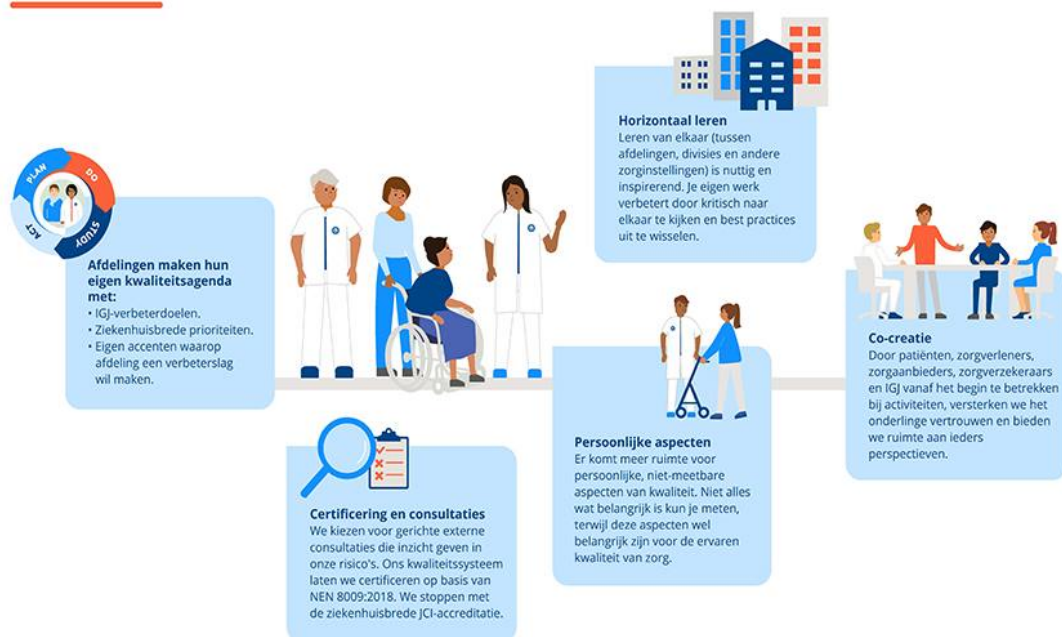 PLAN
DO
STUDY
ACT
Afdelingen maken hun
eigen kwaliteitsagenda
met:
• IGJ-verbeterdoelen.
• Ziekenhuisbrede prioriteiten.
• Eigen accenten waarop
afdeling een verbeterslag
wil maken.
Certificering en consultaties
We kiezen voor gerichte externe
consultaties die inzicht geven in
onze risico's. Ons kwaliteitssysteem
laten we certificeren op basis van
NEN 8009:2018. We stoppen met
de ziekenhuisbrede JCI-accreditatie.
Horizontaal leren
Leren van elkaar (tussen
afdelingen, divisies en andere
zorginstellingen) is nuttig en
inspirerend. Je eigen werk
verbetert door kritisch naar
elkaar te kijken en best practices
uit te wisselen.
Persoonlijke aspecten
Er komt meer ruimte voor
persoonlijke, niet-meetbare
aspecten van kwaliteit. Niet alles
wat belangrijk is kun je meten,
terwijl deze aspecten wel
belangrijk zijn voor de ervaren
kwaliteit van zorg.
Co-creatie
Door patiënten, zorgverleners,
zorgaanbieders, zorgverzekeraars
en IGJ vanaf het begin te betrekken
bij activiteiten, versterken we het
onderlinge vertrouwen en bieden
we ruimte aan ieders
perspectieven.